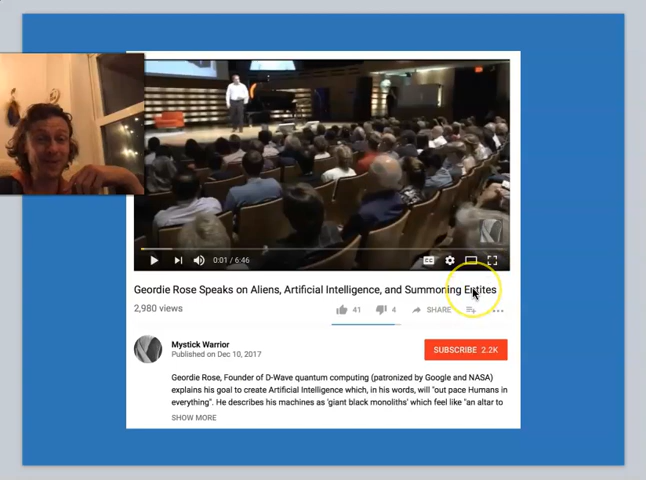 0:01 / 6:46
CC
Geordie Rose Speaks on Aliens, Artificial Intelligence, and Summoning Entites
2,980 views
41 4 SHARE
Mystick Warrior
Published on Dec 10, 2017
SUBSCRIBE 2.2K
Geordie Rose, Founder of D-Wave quantum computing (patronized by Google and NASA)
explains his goal to create Artificial Intelligence which, in his words, will "out pace Humans in
everything". He describes his machines as 'giant black monoliths' which feel like "an altar to
SHOW MORE